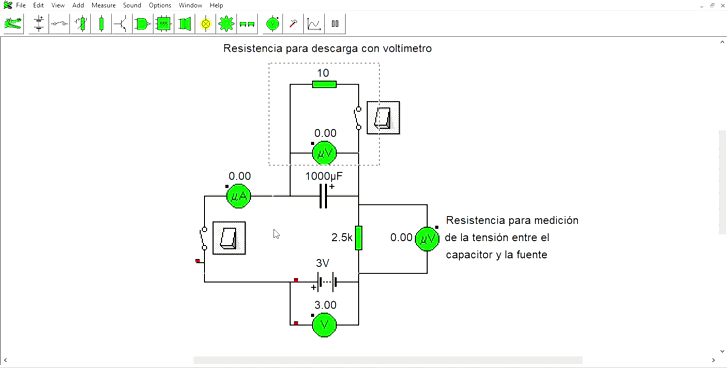 File Edit View Add Measure Sound Options Window Help
Resistencia para descarga con voltímetro
10
0.00
µV
0.00
1000µF
+
µA
Resistencia para medición
2.5k
0.00
µV
de la tensión entre el
capacitor y la fuente
3V
+
3.00
V